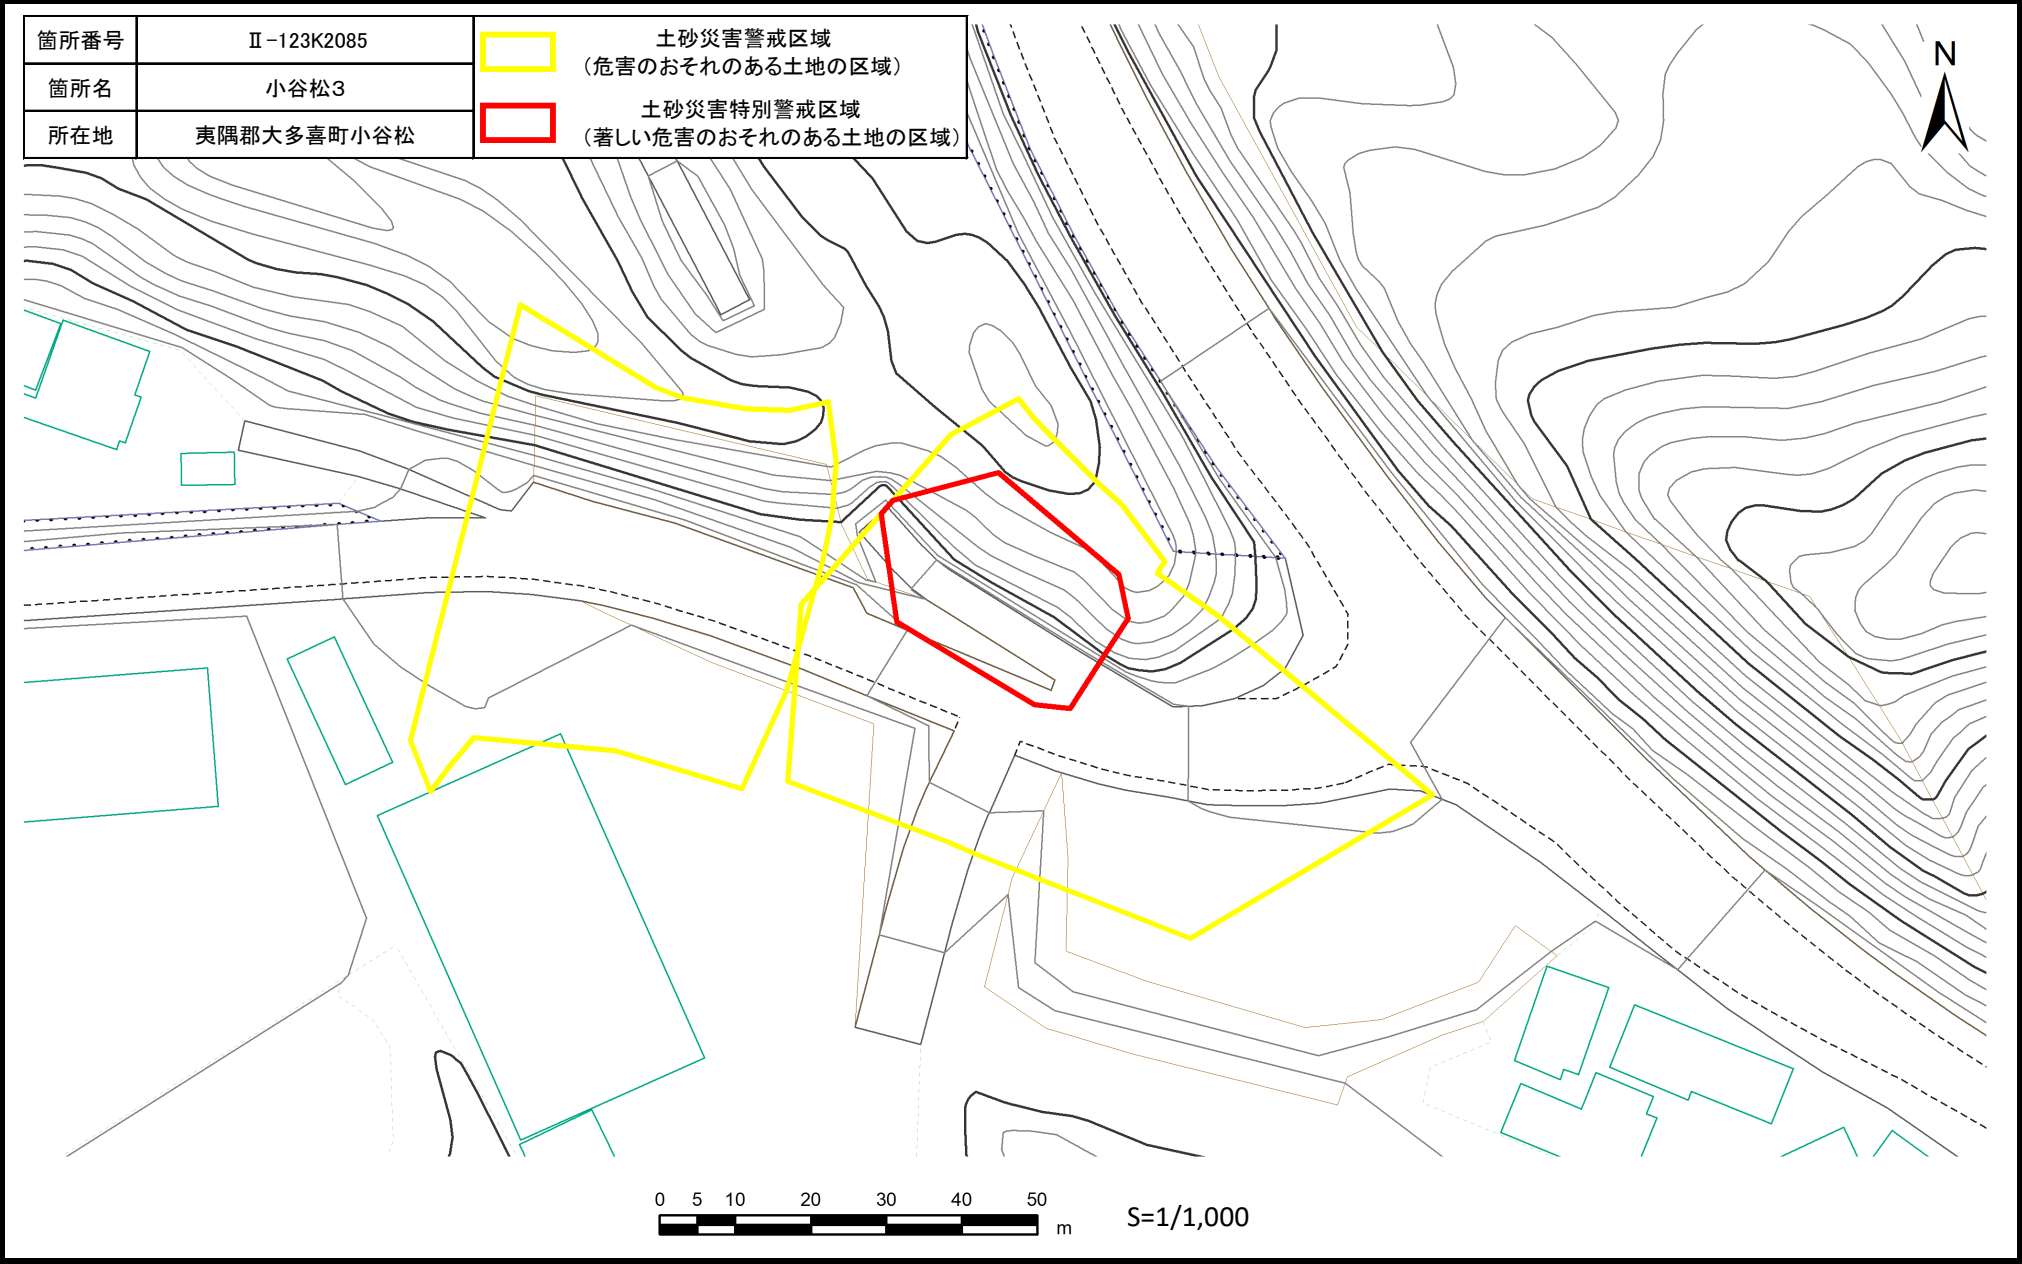 箇所番号
Ⅱ-123K2085
箇所名
小谷松3
所在地
夷隅郡大多喜町小谷松
土砂災害警戒区域
(危害のおそれのある土地の区域)
土砂災害特別警戒区域
(著しい危害のおそれのある土地の区域)
N
0 5 10 20 30 40 50
m
S=1/1,000